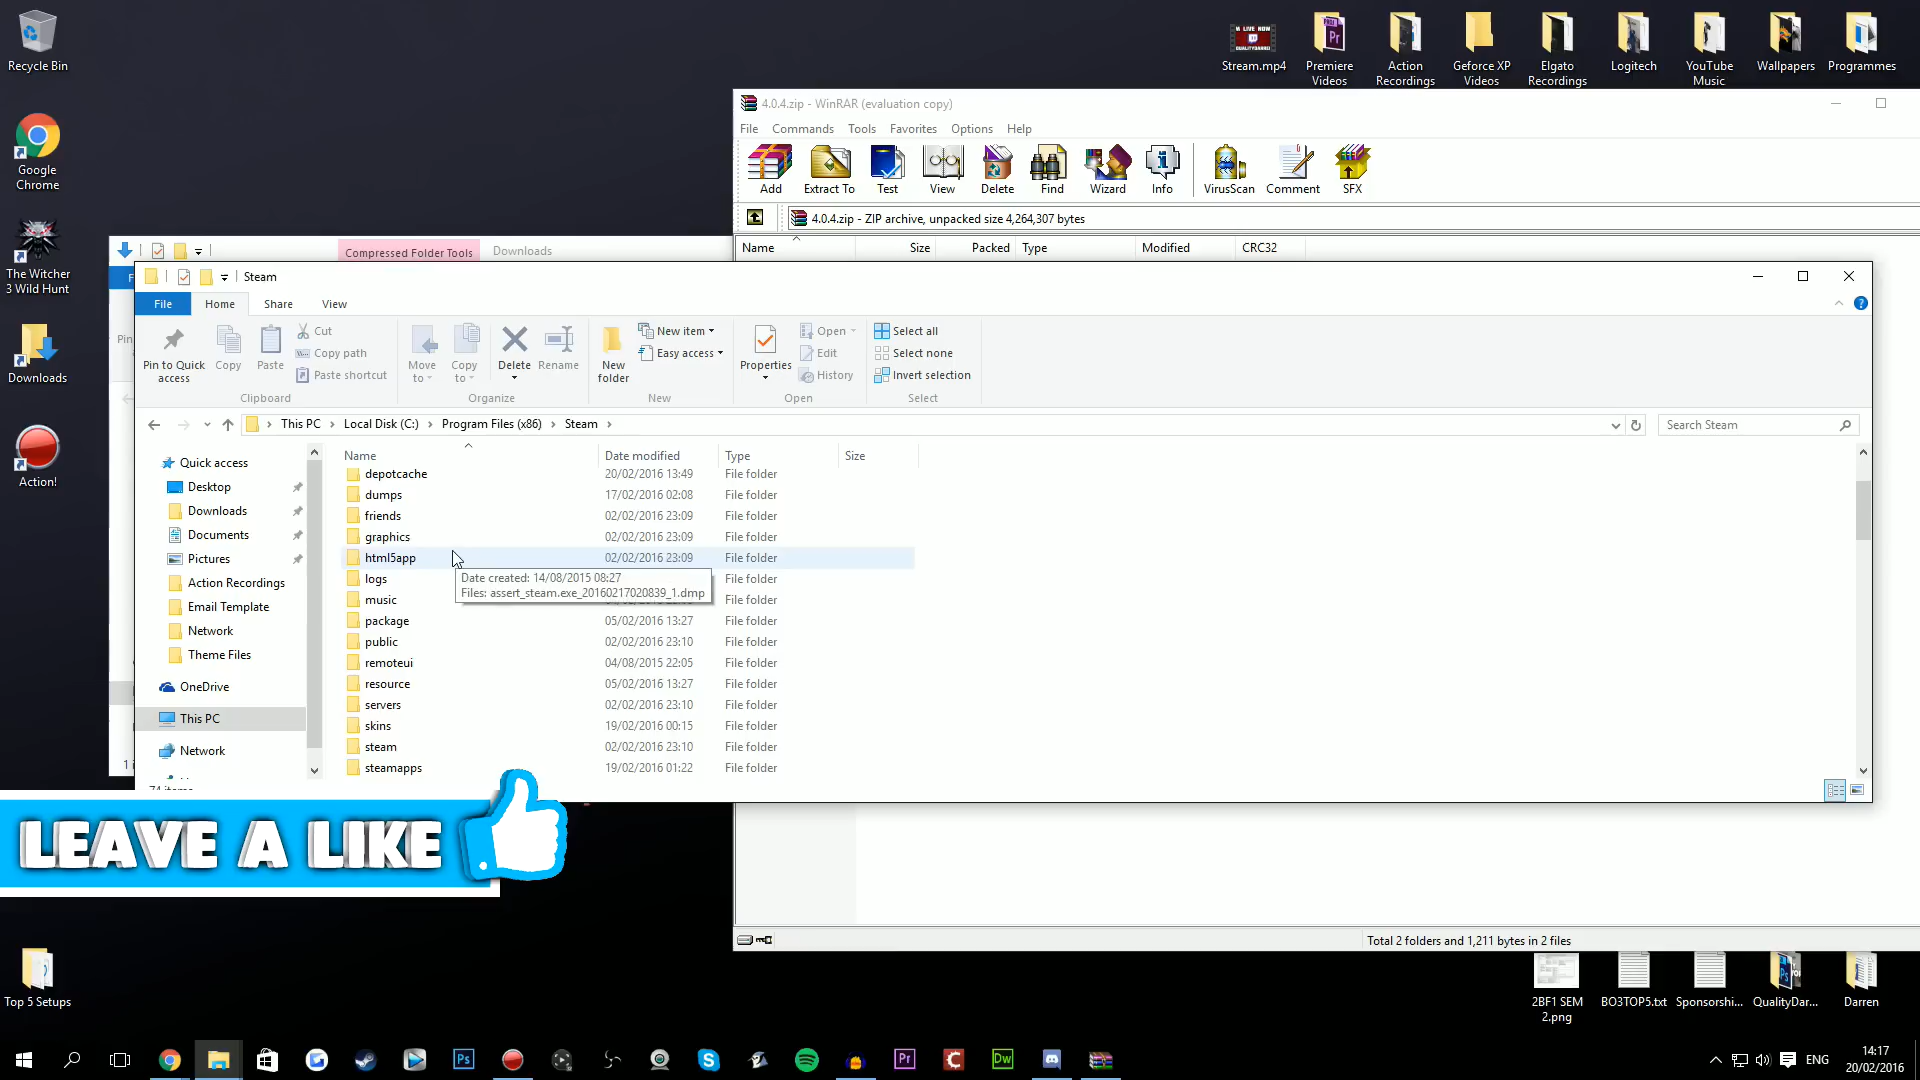 Recycle Bin
Google
Chrome
The Witcher
3 Wild Hunt
Downloads
Action!
Top 5 Setups
Stream.mp4
Premiere
Videos
Action
Recordings
Geforce XP
Videos
Elgato
Recordings
Logitech
YouTube
Music
Wallpapers
Programmes
4.0.4.zip - WinRAR (evaluation copy)
File Commands Tools Favorites Options Help
Add Extract To Test View Delete Find Wizard Info VirusScan Comment SFX
4.0.4.zip - ZIP archive, unpacked size 4,264,307 bytes
Name Size Packed Type Modified CRC32
Compressed Folder Tools Downloads
Steam
File Home Share View
Pin to Quick
access
Copy
Paste
Cut
Copy path
Paste shortcut
Clipboard
Move
to
Copy
to
Delete
Rename
Organize
New
folder
New item
Easy access
New
Properties
Open
Edit
History
Open
Select all
Select none
Invert selection
Select
This PC Local Disk (C:) Program Files (x86) Steam
Search Steam
Quick access
Desktop
Downloads
Documents
Pictures
Action Recordings
Email Template
Network
Theme Files
OneDrive
This PC
Network
Name Date modified Type Size
depotcache 20/02/2016 13:49 File folder
dumps 17/02/2016 02:08 File folder
friends 02/02/2016 23:09 File folder
graphics 02/02/2016 23:09 File folder
html5app 02/02/2016 23:09 File folder
logs File folder
music File folder
package 05/02/2016 13:27 File folder
public 02/02/2016 23:10 File folder
remoteui 04/08/2015 22:05 File folder
resource 05/02/2016 13:27 File folder
servers 02/02/2016 23:10 File folder
skins 19/02/2016 00:15 File folder
steam 02/02/2016 23:10 File folder
steamapps 19/02/2016 01:22 File folder
Date created: 14/08/2015 08:27
Files: assert_steam.exe_20160217020839_1.dmp
74 items
LEAVE A LIKE
Total 2 folders and 1,211 bytes in 2 files
2BF1 SEM
2.png
BO3TOP5.txt
Sponsorshi...
QualityDar...
Darren
Ps
Pr
Dw
ENG
14:17
20/02/2016